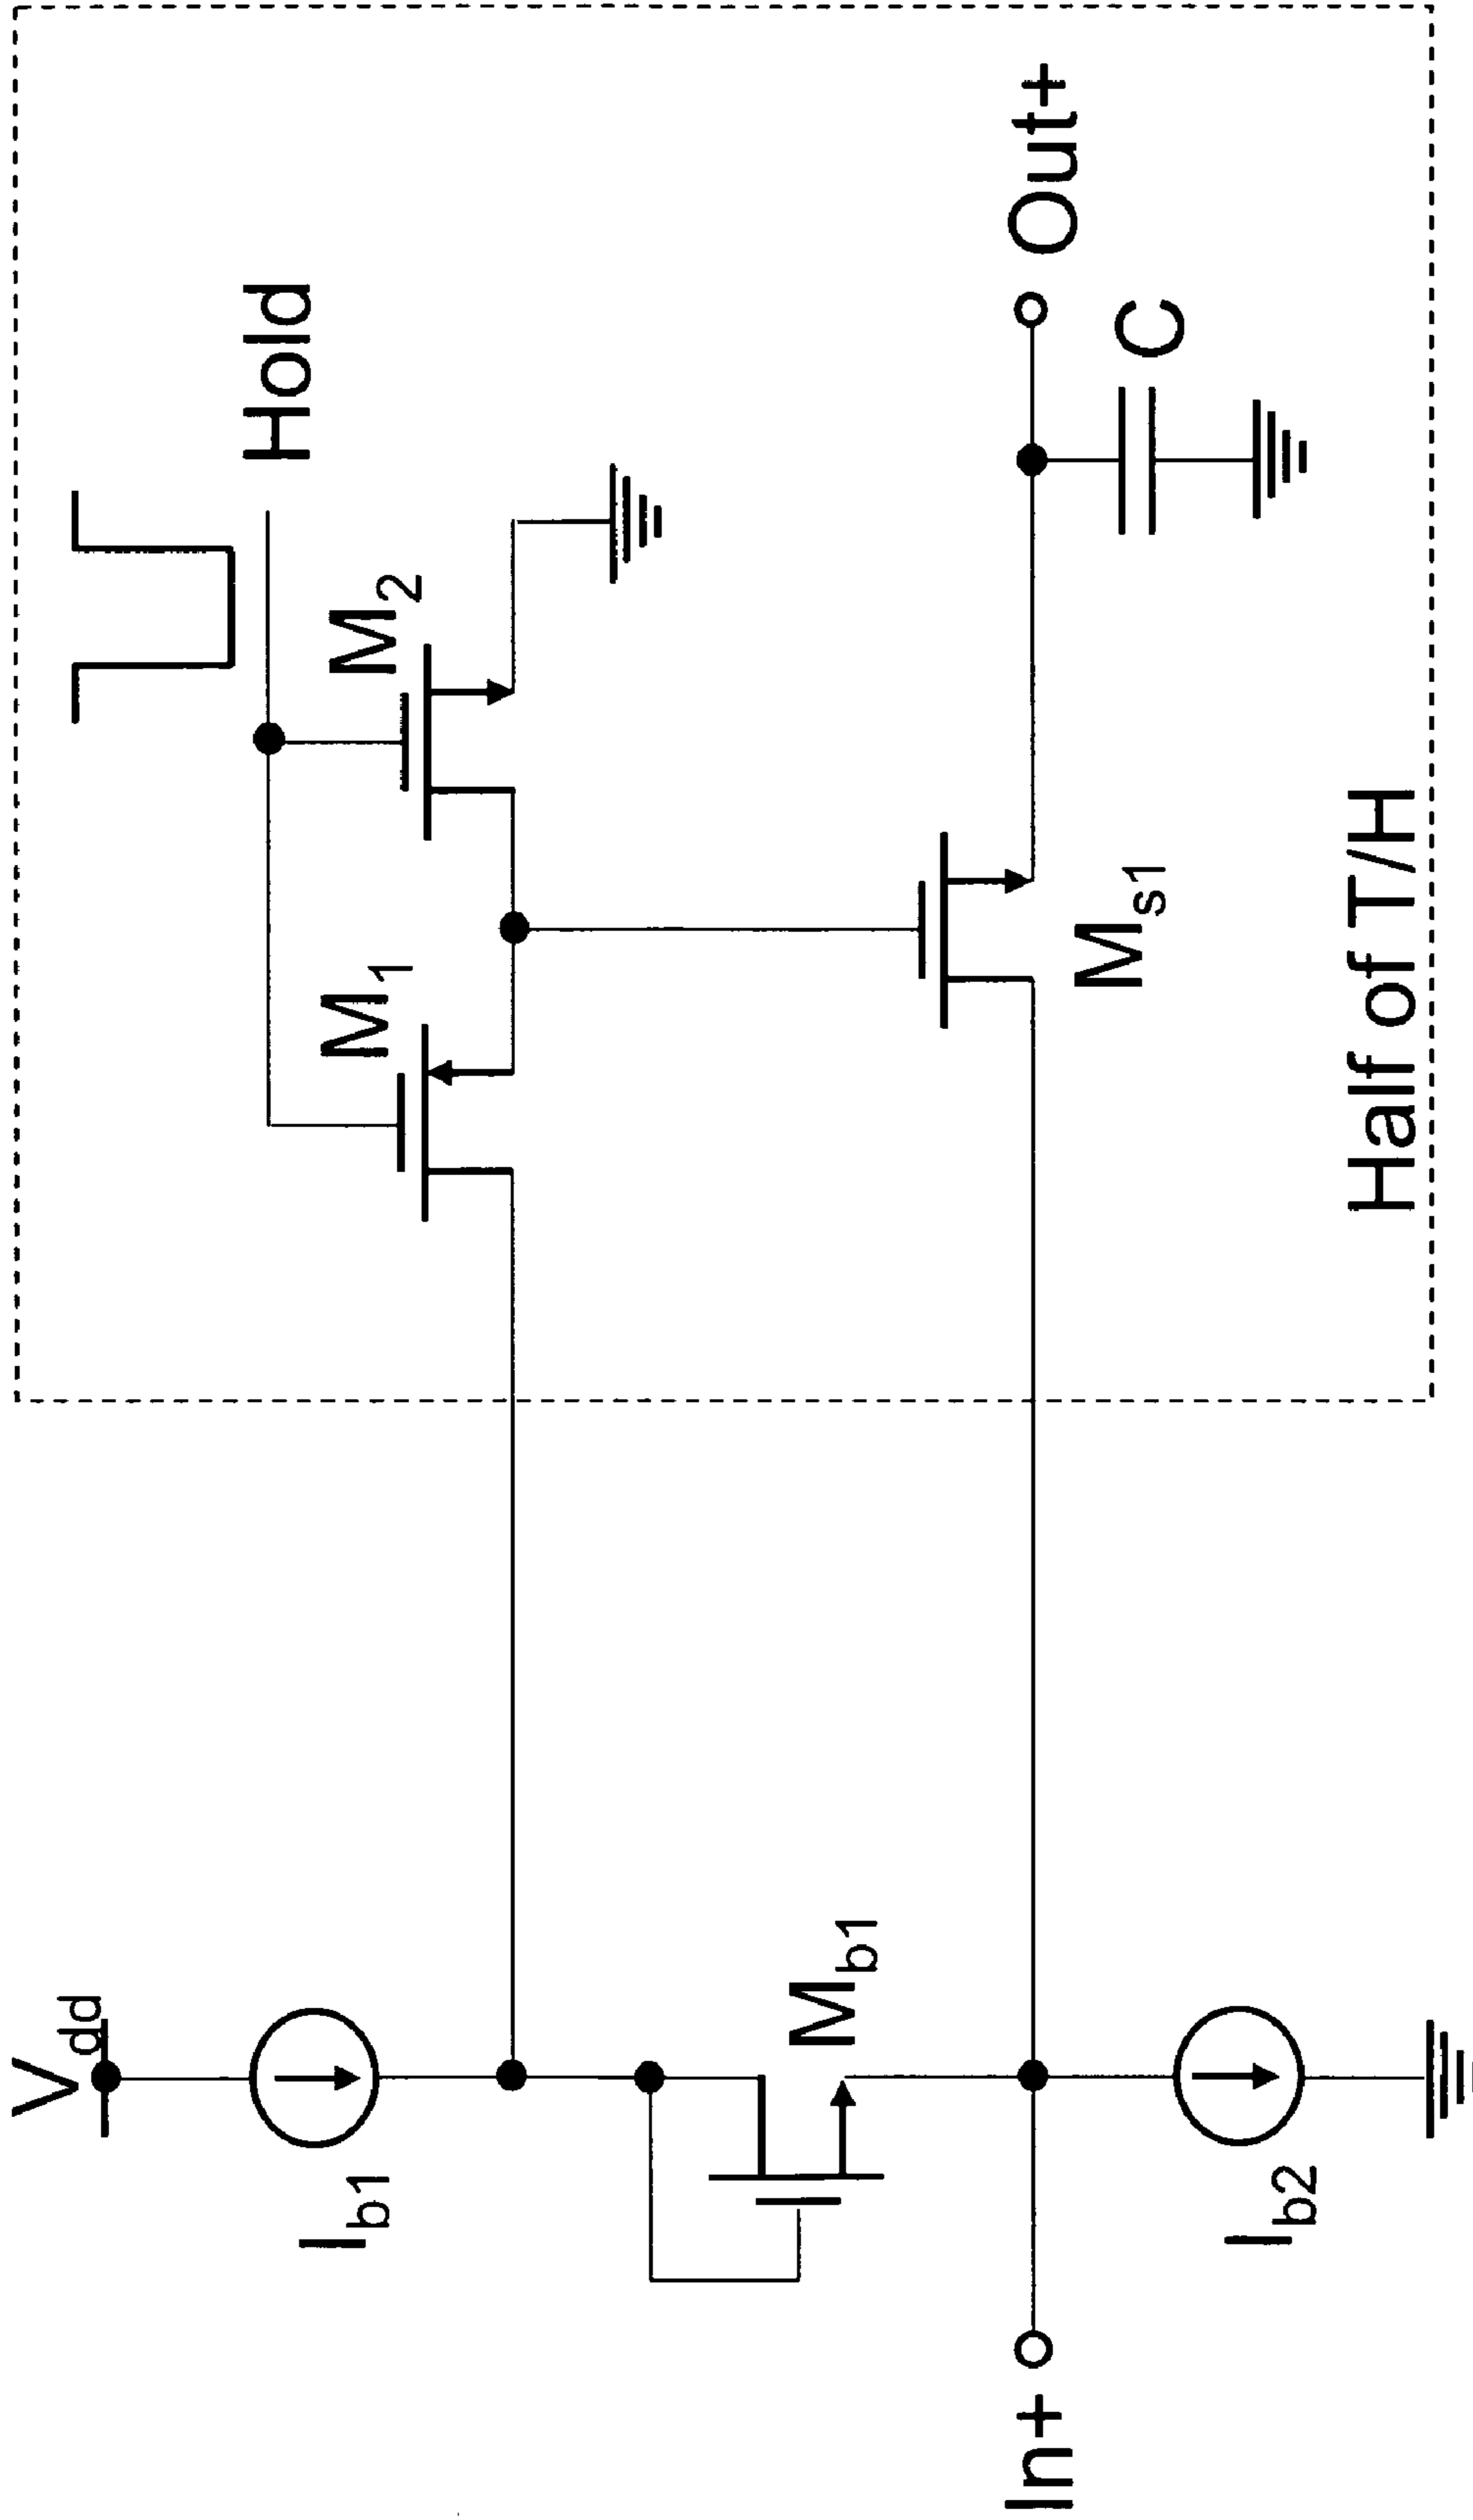 Vdd
Ib1
Mb1
In+
Ib2
Hold
M1
M2
Ms1
Out+
C
Half of T/H